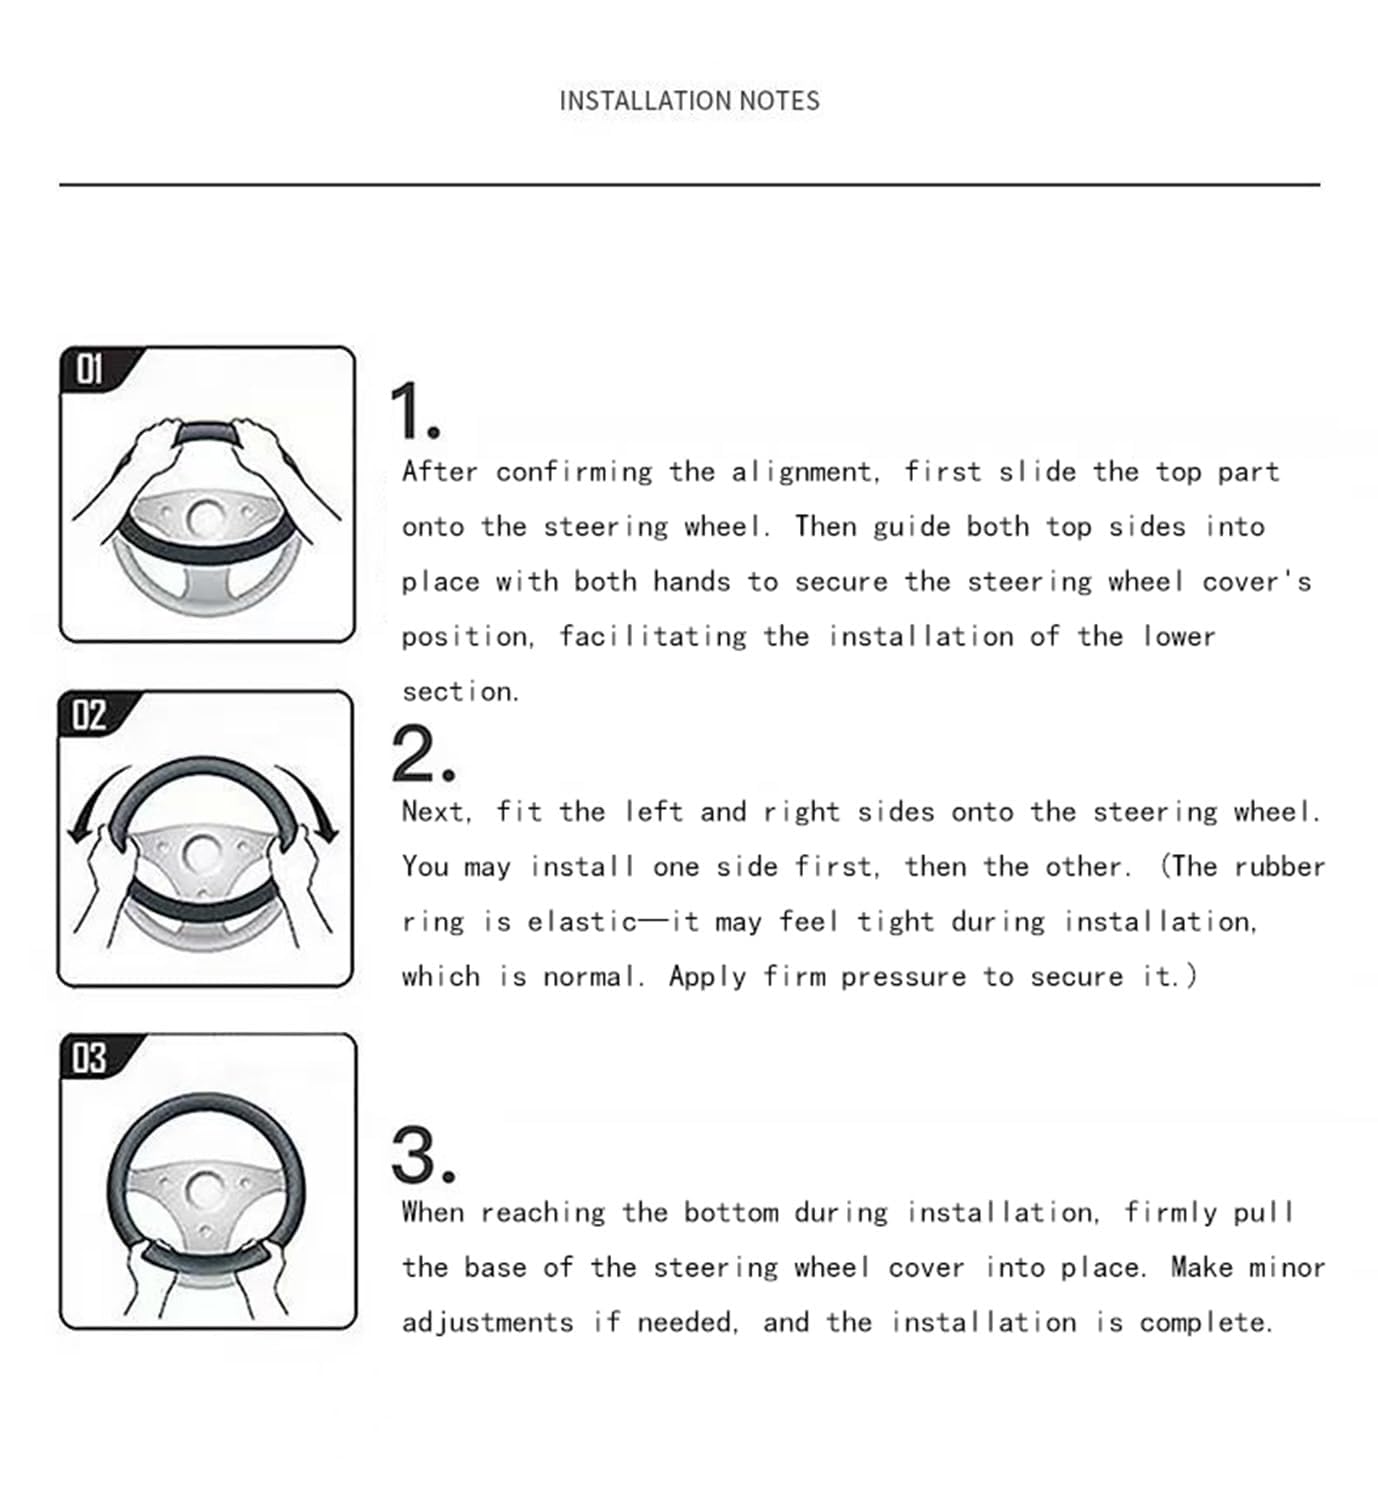 INSTALLATION NOTES
01
1.
After confirming the alignment, first slide the top part
onto the steering wheel. Then guide both top sides into
place with both hands to secure the steering wheel cover's
position, facilitating the installation of the lower
section.
02
2.
Next, fit the left and right sides onto the steering wheel.
You may install one side first, then the other. (The rubber
ring is elastic—it may feel tight during installation,
which is normal. Apply firm pressure to secure it.)
03
3.
When reaching the bottom during installation, firmly pull
the base of the steering wheel cover into place. Make minor
adjustments if needed, and the installation is complete.